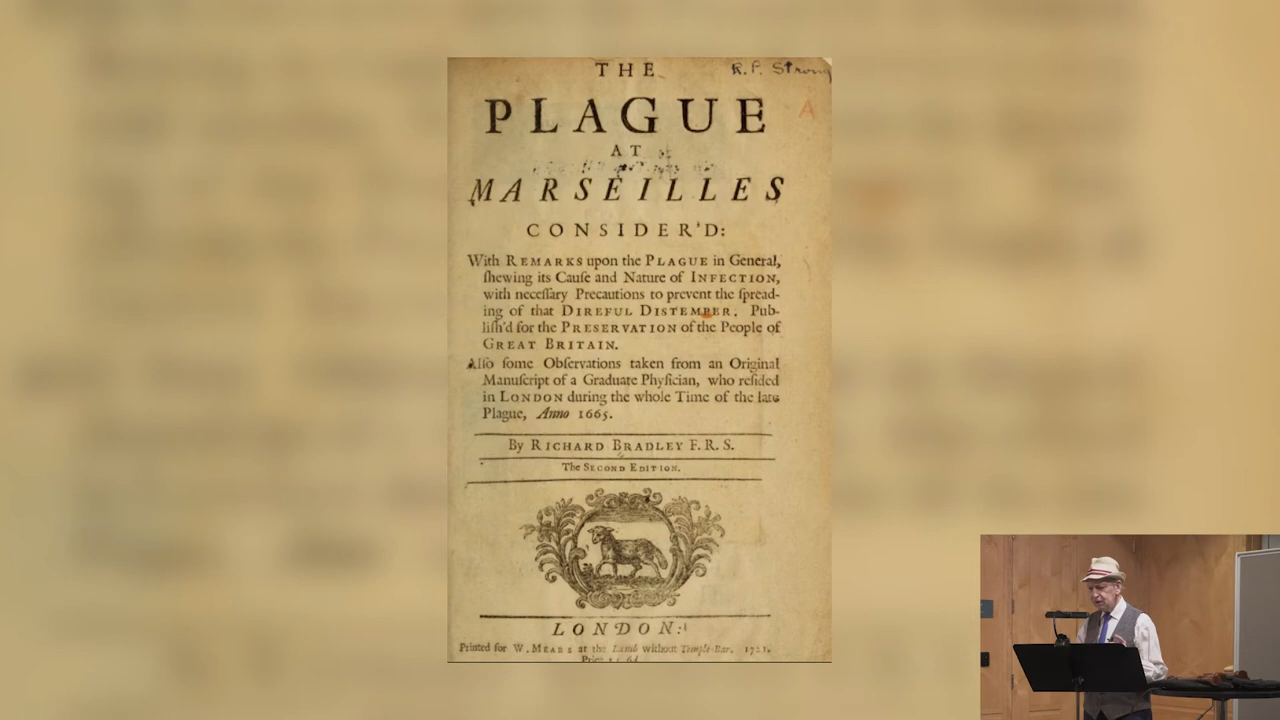 THE
R. P. Strong
A
PLAGUE
AT
MARSEILLES
CONSIDER'D:
With REMARKS upon the PLAGUE in General,
ſhewing its Cauſe and Nature of INFECTION,
with neceſſary Precautions to prevent the ſpread-
ing of that DIREFUL DISTEMPER. Pub-
liſh'd for the PRESERVATION of the People of
GREAT BRITAIN.
Alſo ſome Obſervations taken from an Original
Manuſcript of a Graduate Phyſician, who reſided
in LONDON during the whole Time of the late
Plague, Anno 1665.
By RICHARD BRADLEY F. R. S.
The SECOND EDITION.
LONDON:
Printed for W. MEARS at the Lamb without Temple-Bar. 1721.